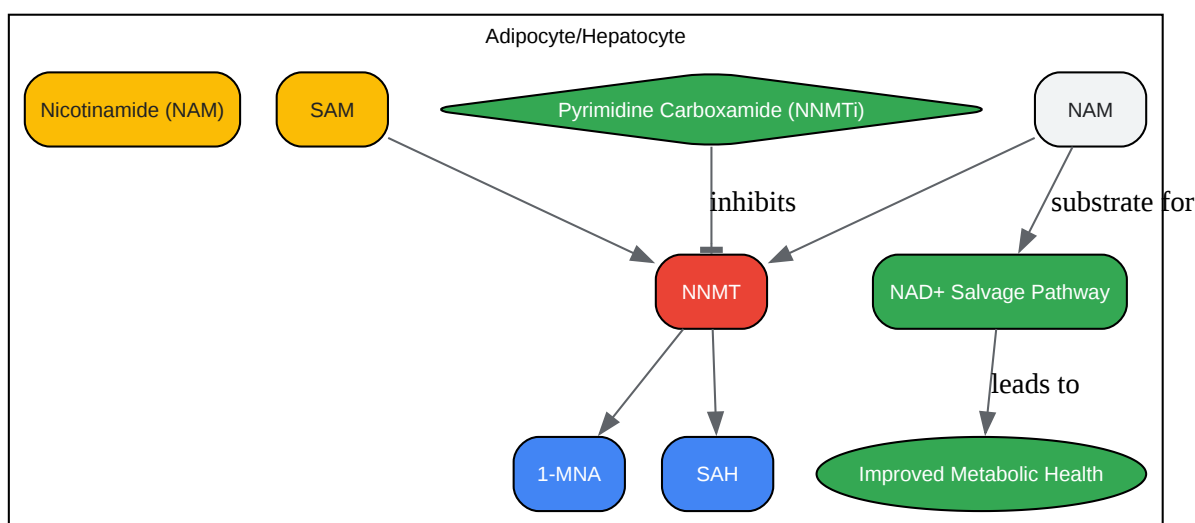 Adipocyte/Hepatocyte
Nicotinamide (NAM)
SAM
Pyrimidine Carboxamide (NNMTi)
NAM
inhibits
substrate for
NNMT
NAD+ Salvage Pathway
leads to
1-MNA
SAH
Improved Metabolic Health